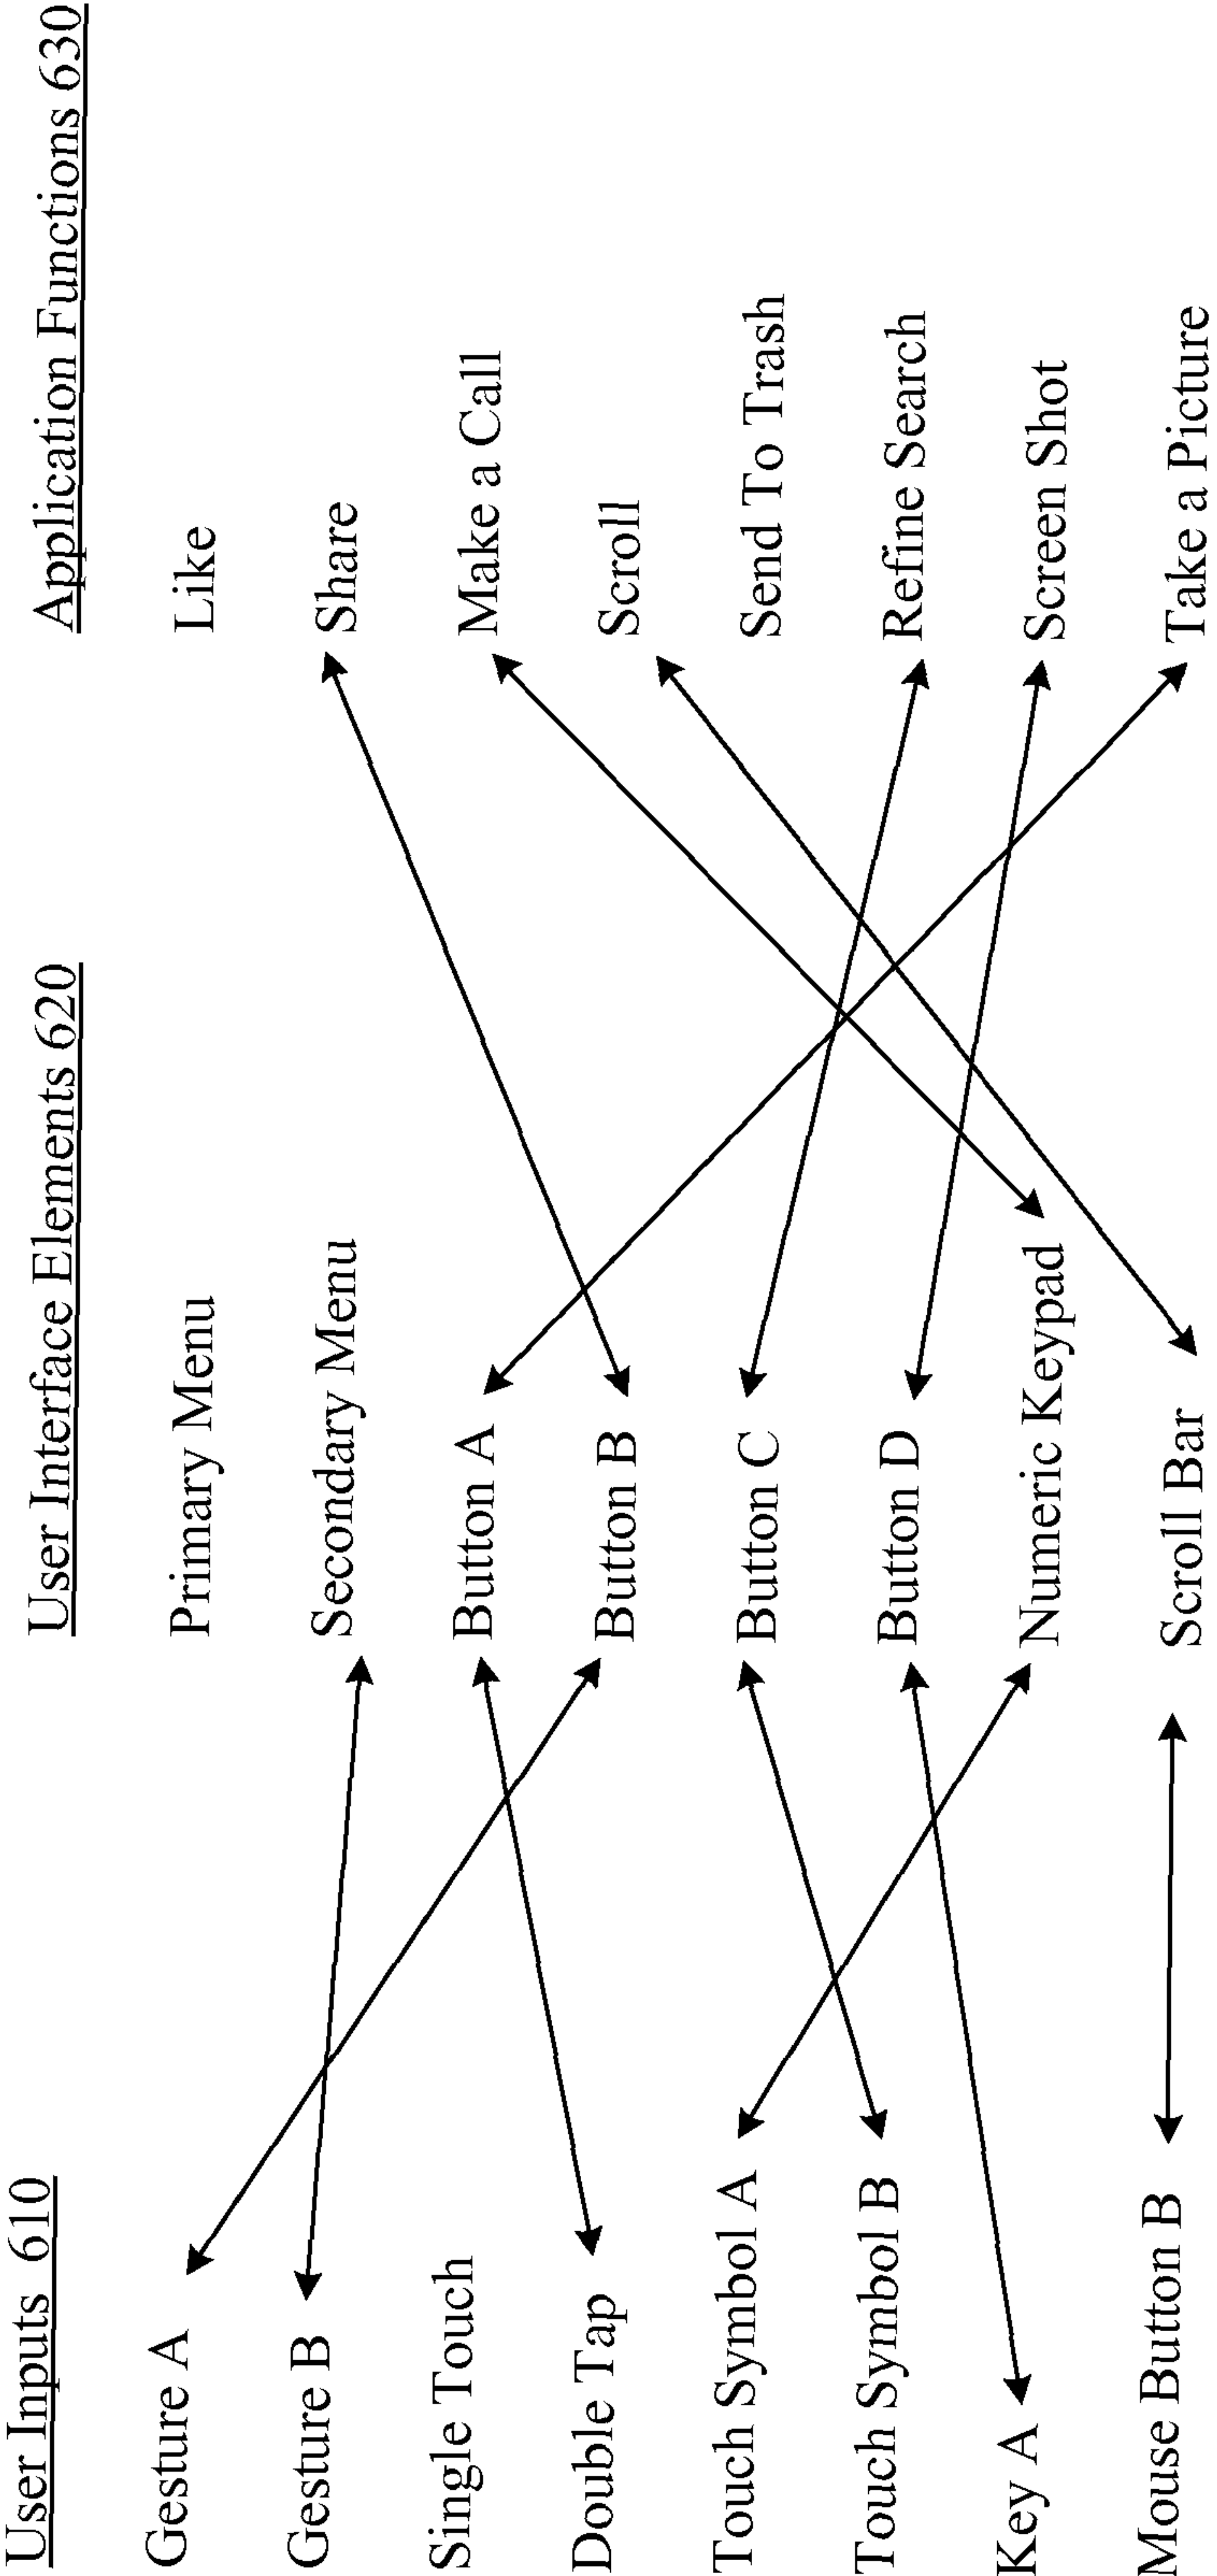 User Inputs 610
Gesture A
Gesture B
Single Touch
Double Tap
Touch Symbol A
Touch Symbol B
Key A
Mouse Button B
User Interface Elements 620
Primary Menu
Secondary Menu
Button A
Button B
Button C
Button D
Numeric Keypad
Scroll Bar
Application Functions 630
Like
Share
Make a Call
Scroll
Send To Trash
Refine Search
Screen Shot
Take a Picture